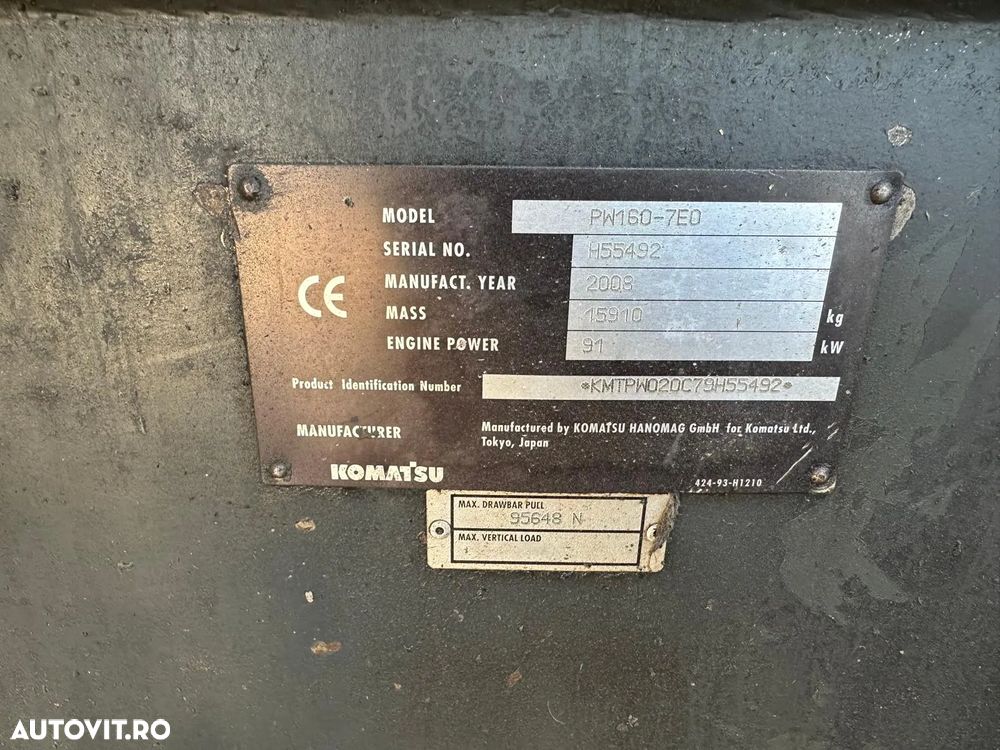 MODEL PW160-7E0
SERIAL NO. H55492
MANUFACT. YEAR 2008
MASS 15910 kg
ENGINE POWER 91 kW
CE
Product Identification Number *KMTPW020C79H55492*
MANUFACTURER Manufactured by KOMATSU HANOMAG GmbH for Komatsu Ltd.,
Tokyo, Japan
KOMATSU
424-93-H1210
MAX. DRAWBAR PULL
95648 N
MAX. VERTICAL LOAD
AUTOVIT.RO